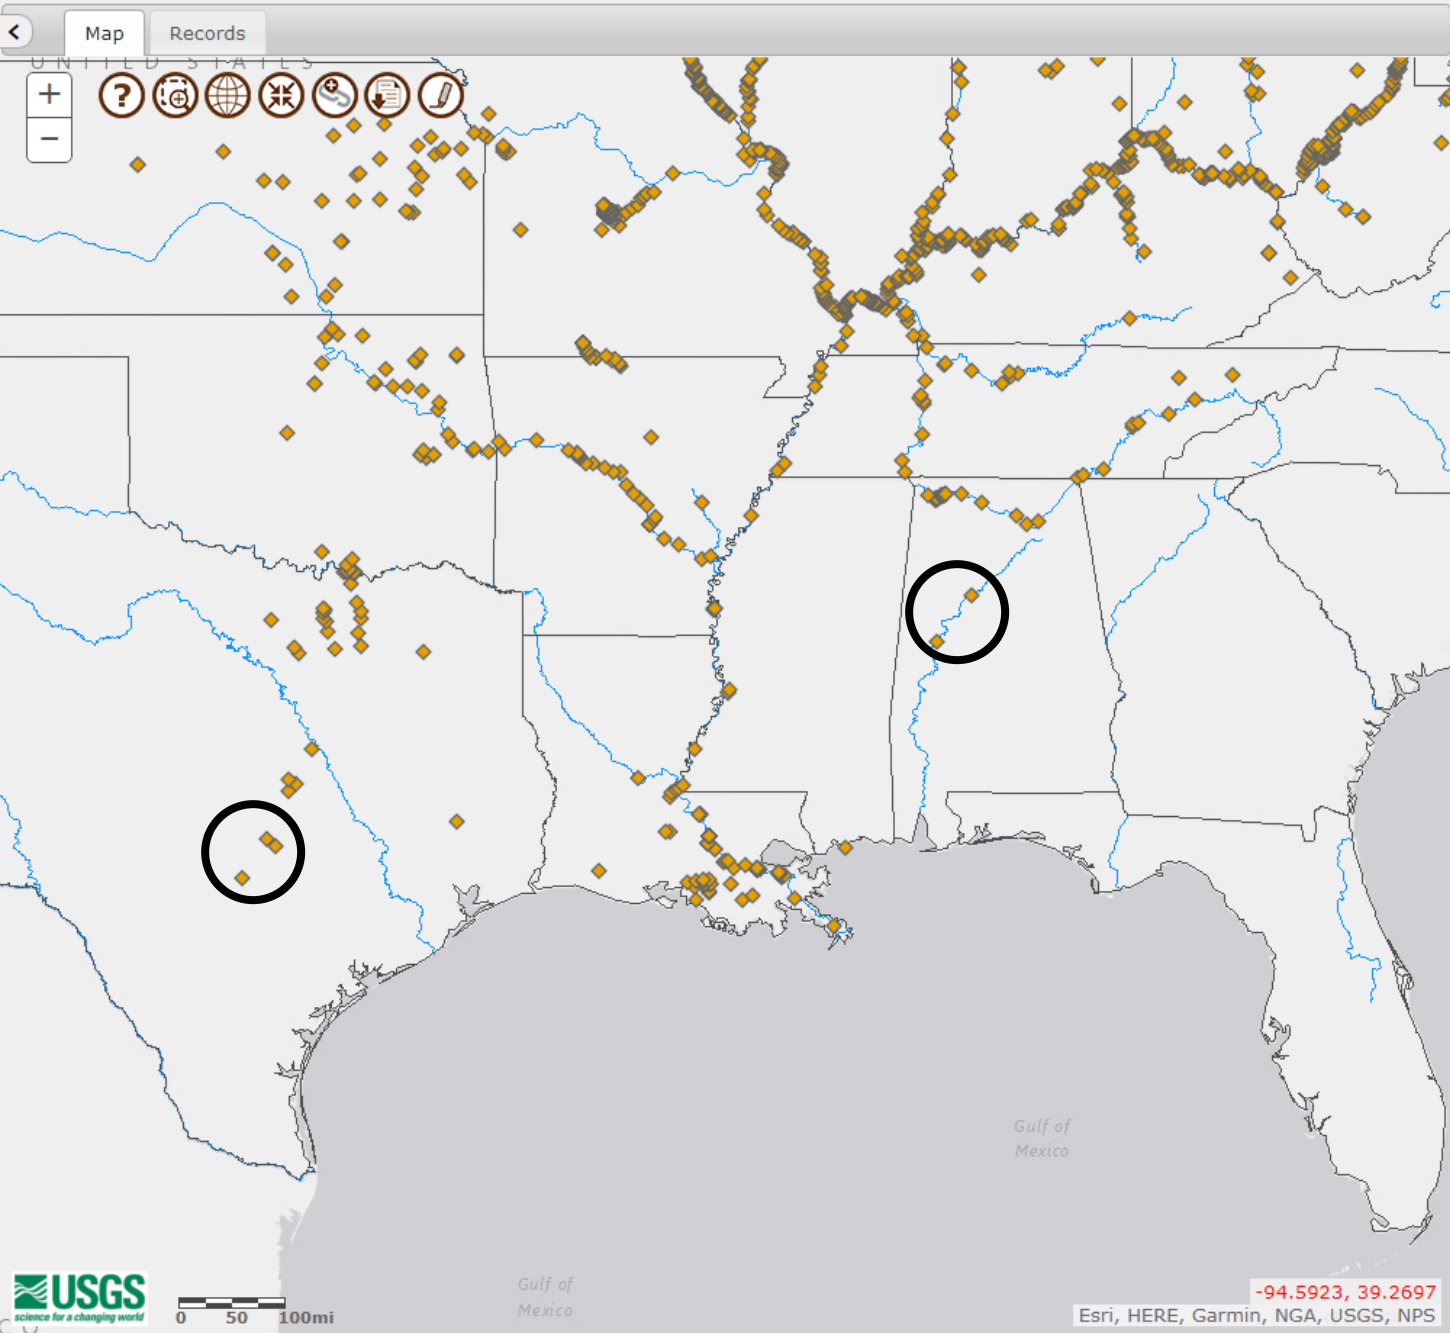 Map
Records
UNITED STATES
+
?
−
Gulf of
Mexico
Gulf of
Mexico
USGS
science for a changing world
0 50 100mi
-94.5923, 39.2697
Esri, HERE, Garmin, NGA, USGS, NPS